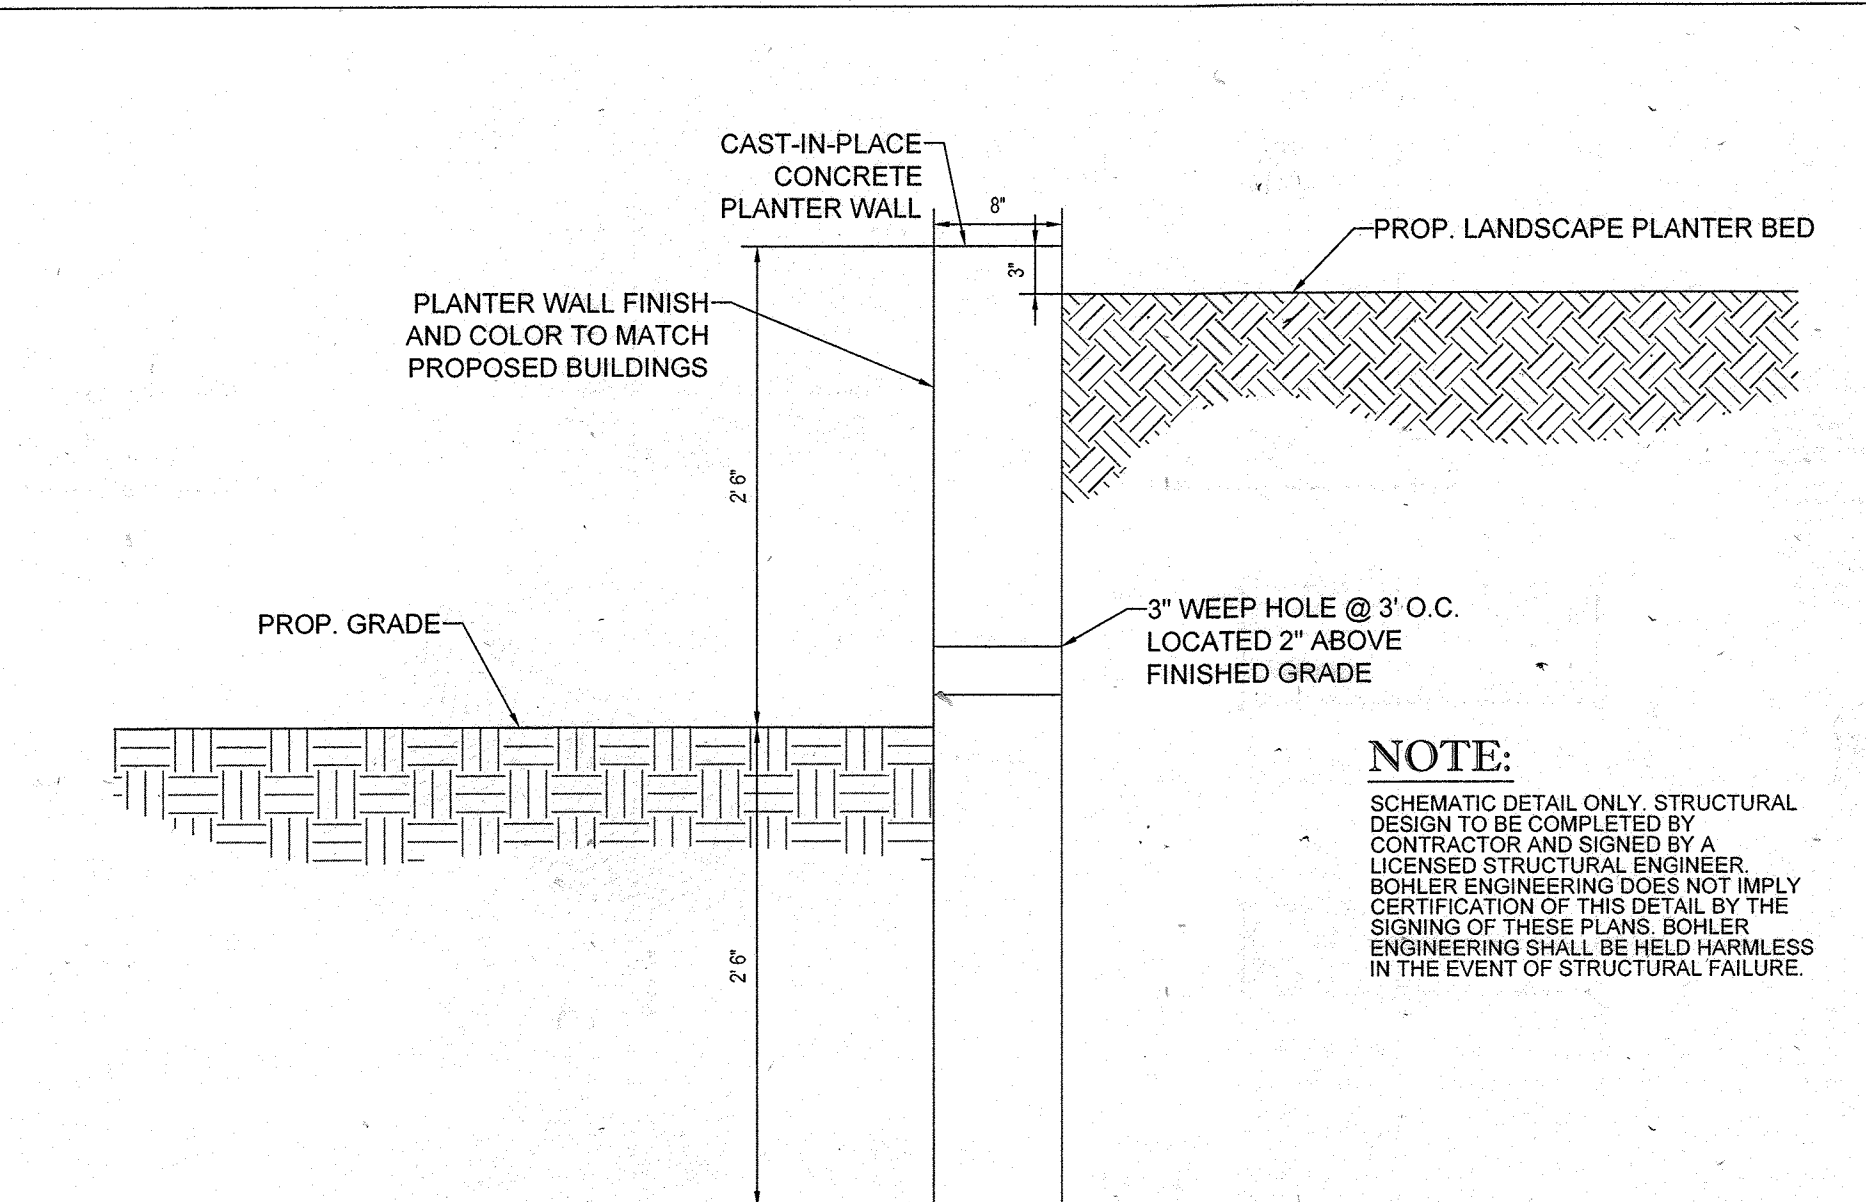 CAST-IN-PLACE
CONCRETE
PLANTER WALL
8"
3"
PROP. LANDSCAPE PLANTER BED
PLANTER WALL FINISH
AND COLOR TO MATCH
PROPOSED BUILDINGS
2' 6"
PROP. GRADE
3" WEEP HOLE @ 3' O.C.
LOCATED 2" ABOVE
FINISHED GRADE
NOTE:
SCHEMATIC DETAIL ONLY. STRUCTURAL
DESIGN TO BE COMPLETED BY
CONTRACTOR AND SIGNED BY A
LICENSED STRUCTURAL ENGINEER.
BOHLER ENGINEERING DOES NOT IMPLY
CERTIFICATION OF THIS DETAIL BY THE
SIGNING OF THESE PLANS. BOHLER
ENGINEERING SHALL BE HELD HARMLESS
IN THE EVENT OF STRUCTURAL FAILURE.
2' 6"